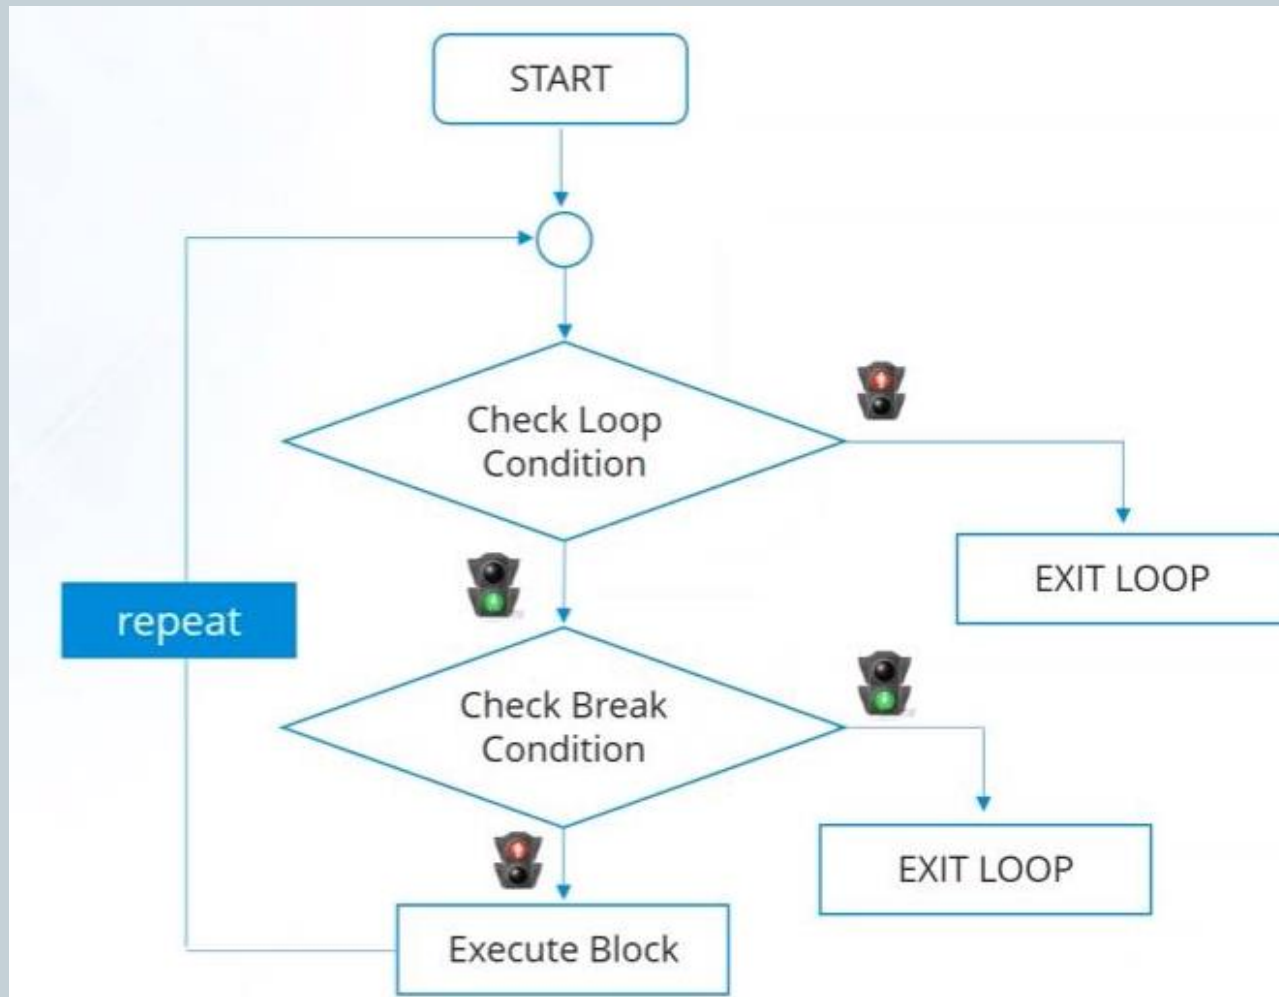 START
Check Loop
Condition
EXIT LOOP
repeat
Check Break
Condition
EXIT LOOP
Execute Block